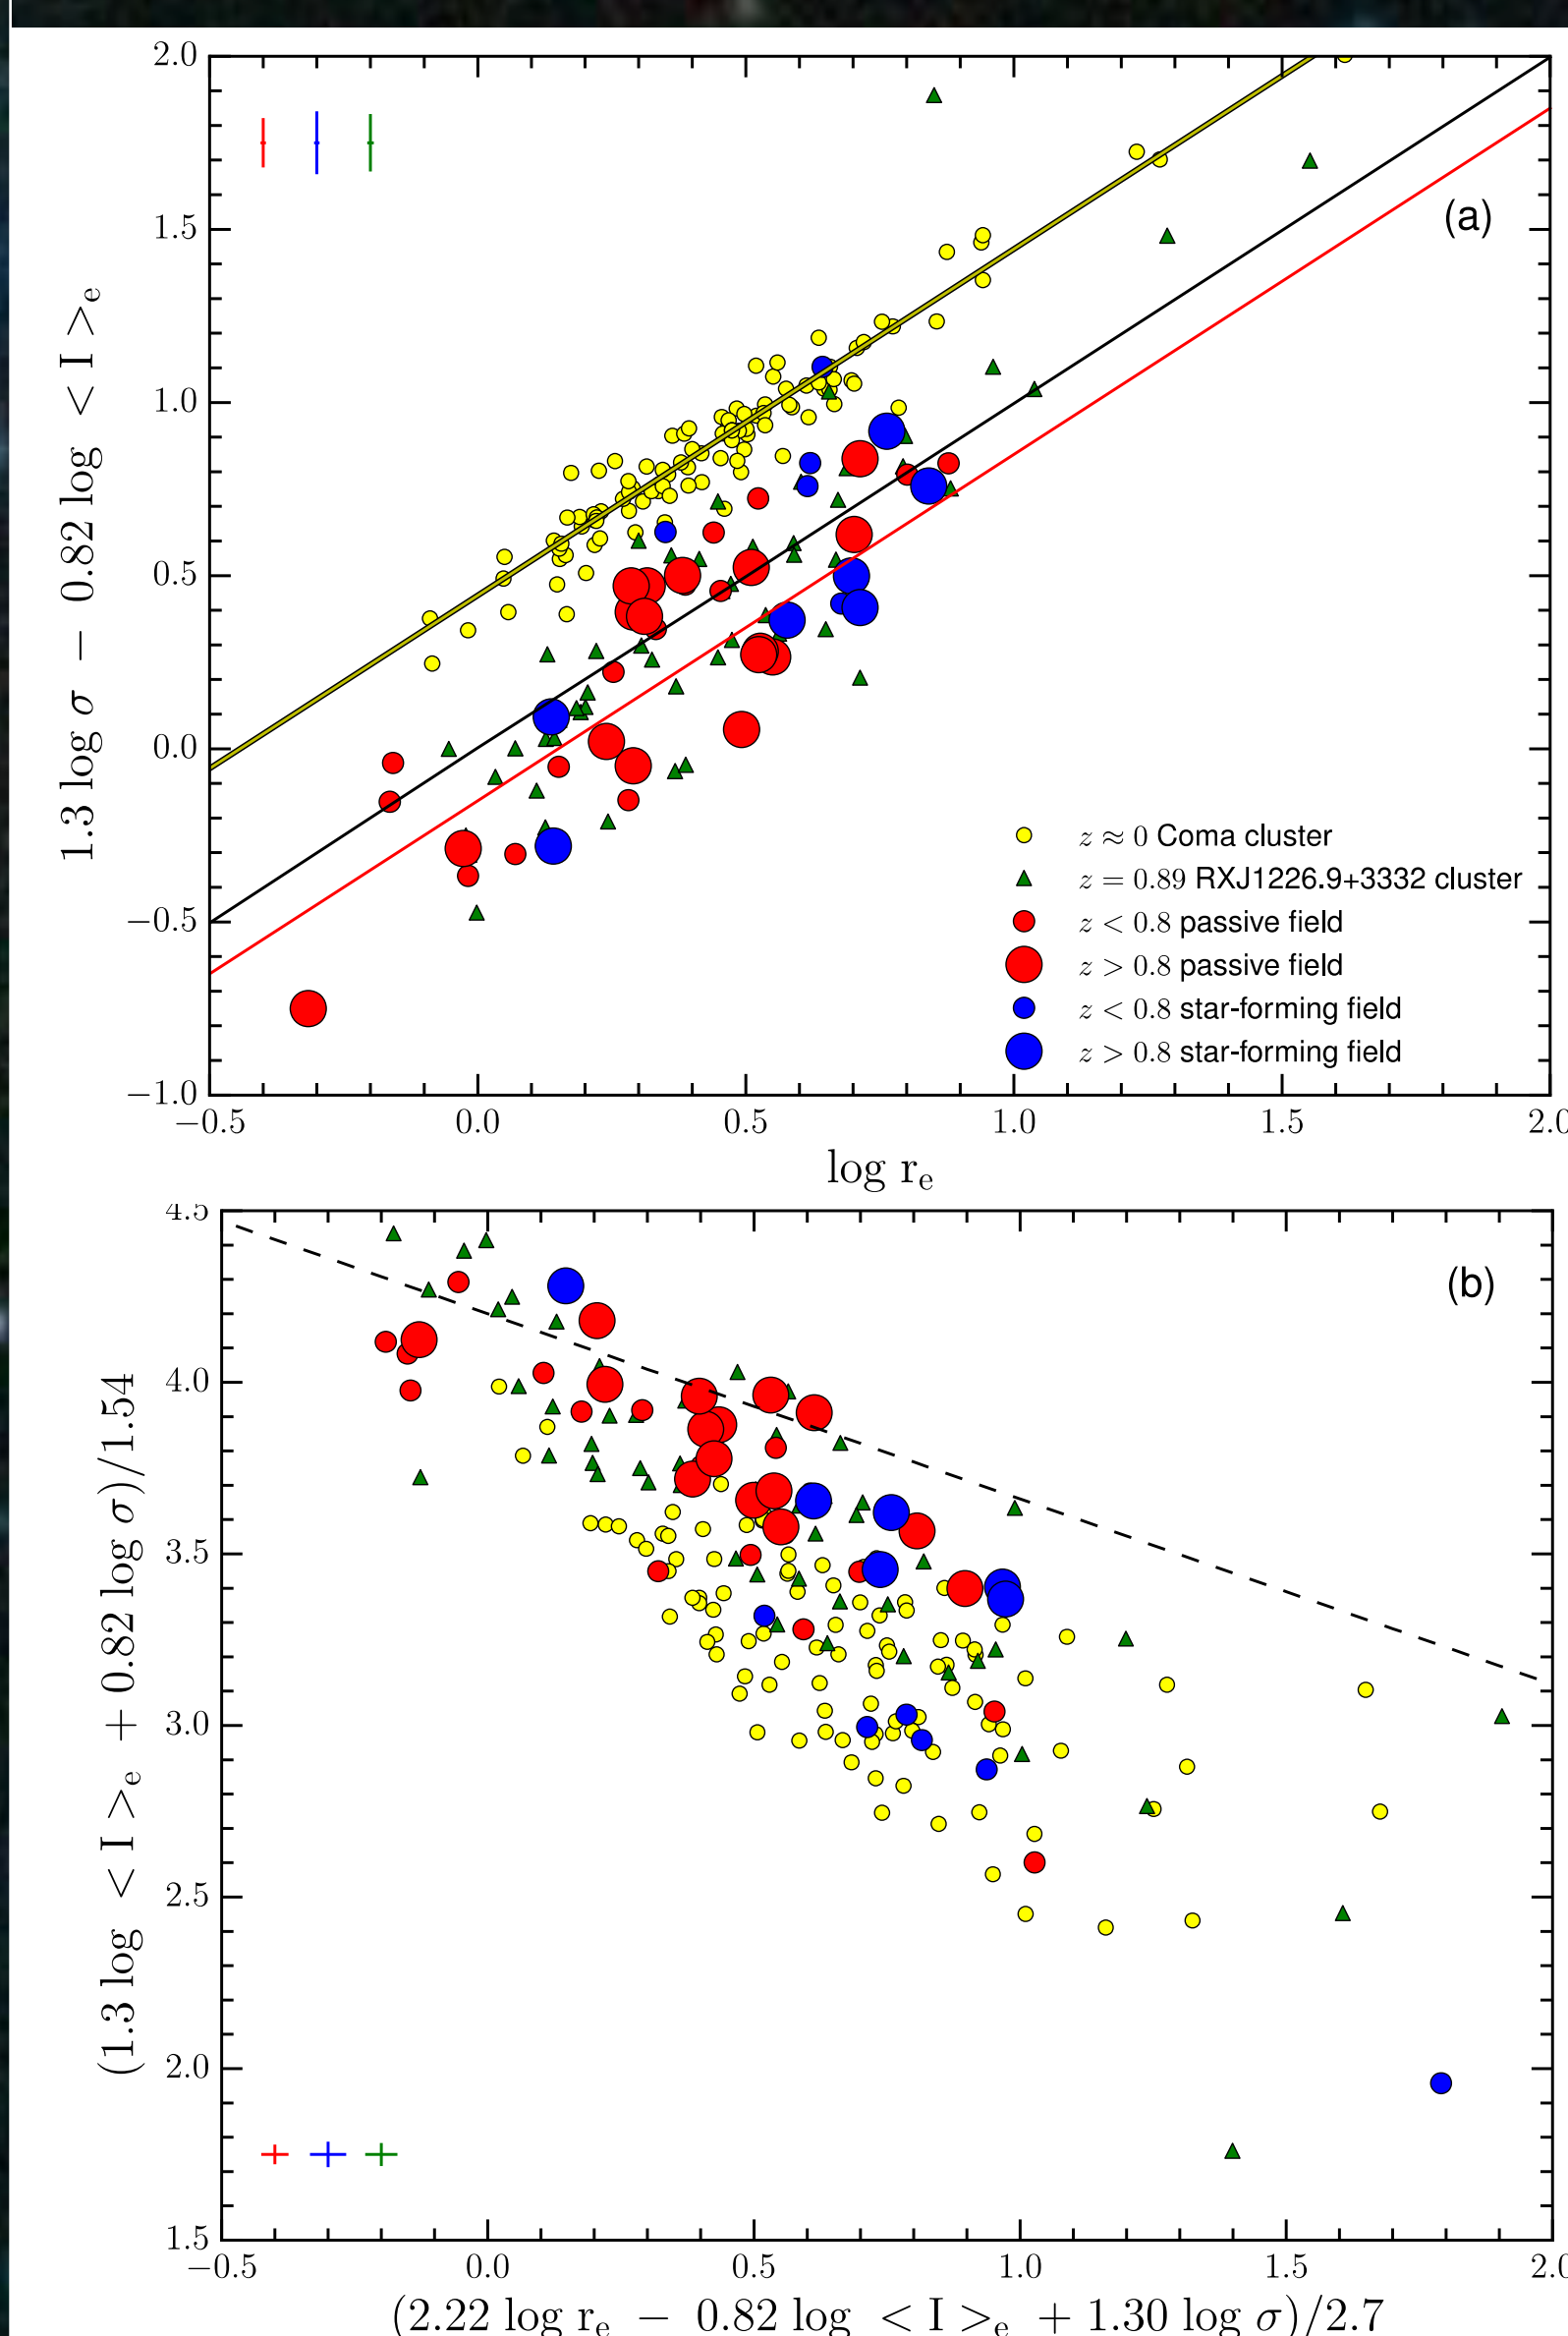 2.0
1.5
1.0
0.5
0.0
−0.5
−1.0
1.3 log σ − 0.82 log < I >e
(a)
z ≈ 0 Coma cluster
z = 0.89 RXJ1226.9+3332 cluster
z < 0.8 passive field
z > 0.8 passive field
z < 0.8 star-forming field
z > 0.8 star-forming field
−0.5 0.0 0.5 1.0 1.5 2.0
log re
4.5
4.0
3.5
3.0
2.5
2.0
1.5
(1.3 log < I >e + 0.82 log σ)/1.54
(b)
−0.5 0.0 0.5 1.0 1.5 2.0
(2.22 log re − 0.82 log < I >e + 1.30 log σ)/2.7